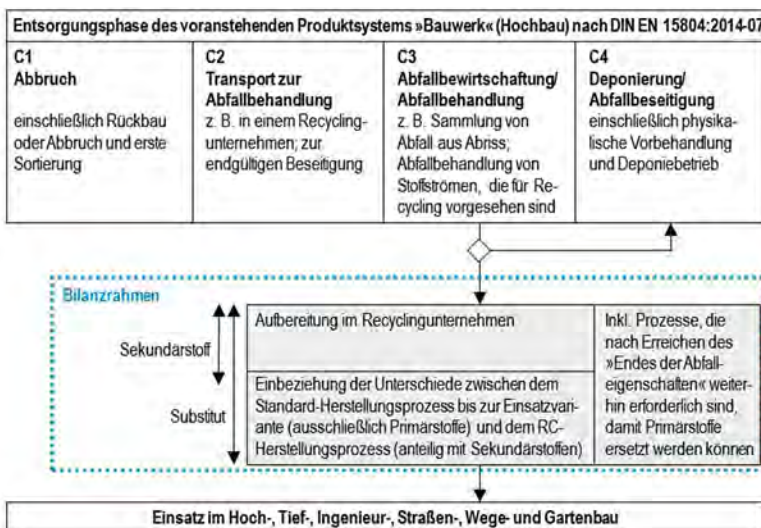 Entsorgungsphase des voranstehenden Produktsystems »Bauwerk« (Hochbau) nach DIN EN 15804:2014-07
C1
Abbruch
einschließlich Rückbau
oder Abbruch und erste
Sortierung
C2
Transport zur
Abfallbehandlung
z. B. in einem Recycling-
unternehmen; zur
endgültigen Beseitigung
C3
Abfallbewirtschaftung/
Abfallbehandlung
z. B. Sammlung von
Abfall aus Abriss;
Abfallbehandlung von
Stoffströmen, die für Re-
cycling vorgesehen sind
C4
Deponierung/
Abfallbeseitigung
einschließlich physika-
lische Vorbehandlung
und Deponiebetrieb
Bilanzrahmen
Sekundärstoff
Substitut
Aufbereitung im Recyclingunternehmen
Einbeziehung der Unterschiede zwischen dem
Standard-Herstellungsprozess bis zur Einsatzvari-
ante (ausschließlich Primärstoffe) und dem RC-
Herstellungsprozess (anteilig mit Sekundärstoffen)
Inkl. Prozesse, die
nach Erreichen des
»Endes der Abfall-
eigenschaften« weiter-
hin erforderlich sind,
damit Primärstoffe
ersetzt werden können
Einsatz im Hoch-, Tief-, Ingenieur-, Straßen-, Wege- und Gartenbau